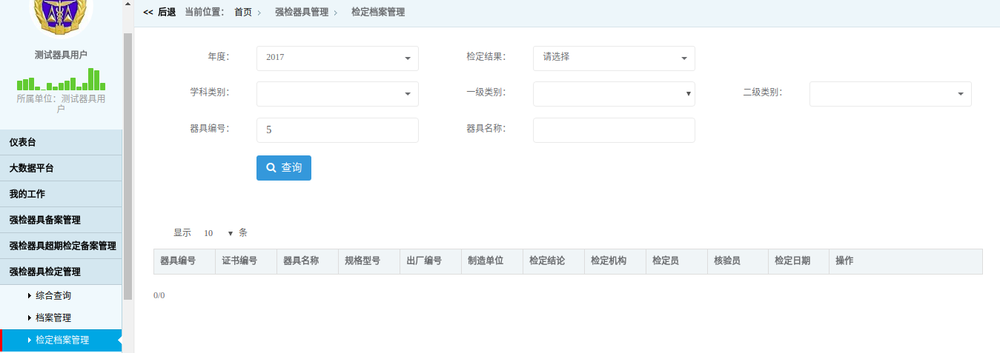 << 后退 当前位置： 首页 强检器具管理 检定档案管理
测试器具用户
所属单位：测试器具用
户
仪表台
大数据平台
我的工作
强检器具备案管理
强检器具超期检定备案管理
强检器具检定管理
综合查询
档案管理
检定档案管理
年度： 2017 检定结果： 请选择
学科类别： 一级类别： 二级类别：
器具编号： 5 器具名称：
查询
显示 10 条
器具编号 证书编号 器具名称 规格型号 出厂编号 制造单位 检定结论 检定机构 检定员 核验员 检定日期 操作
0/0